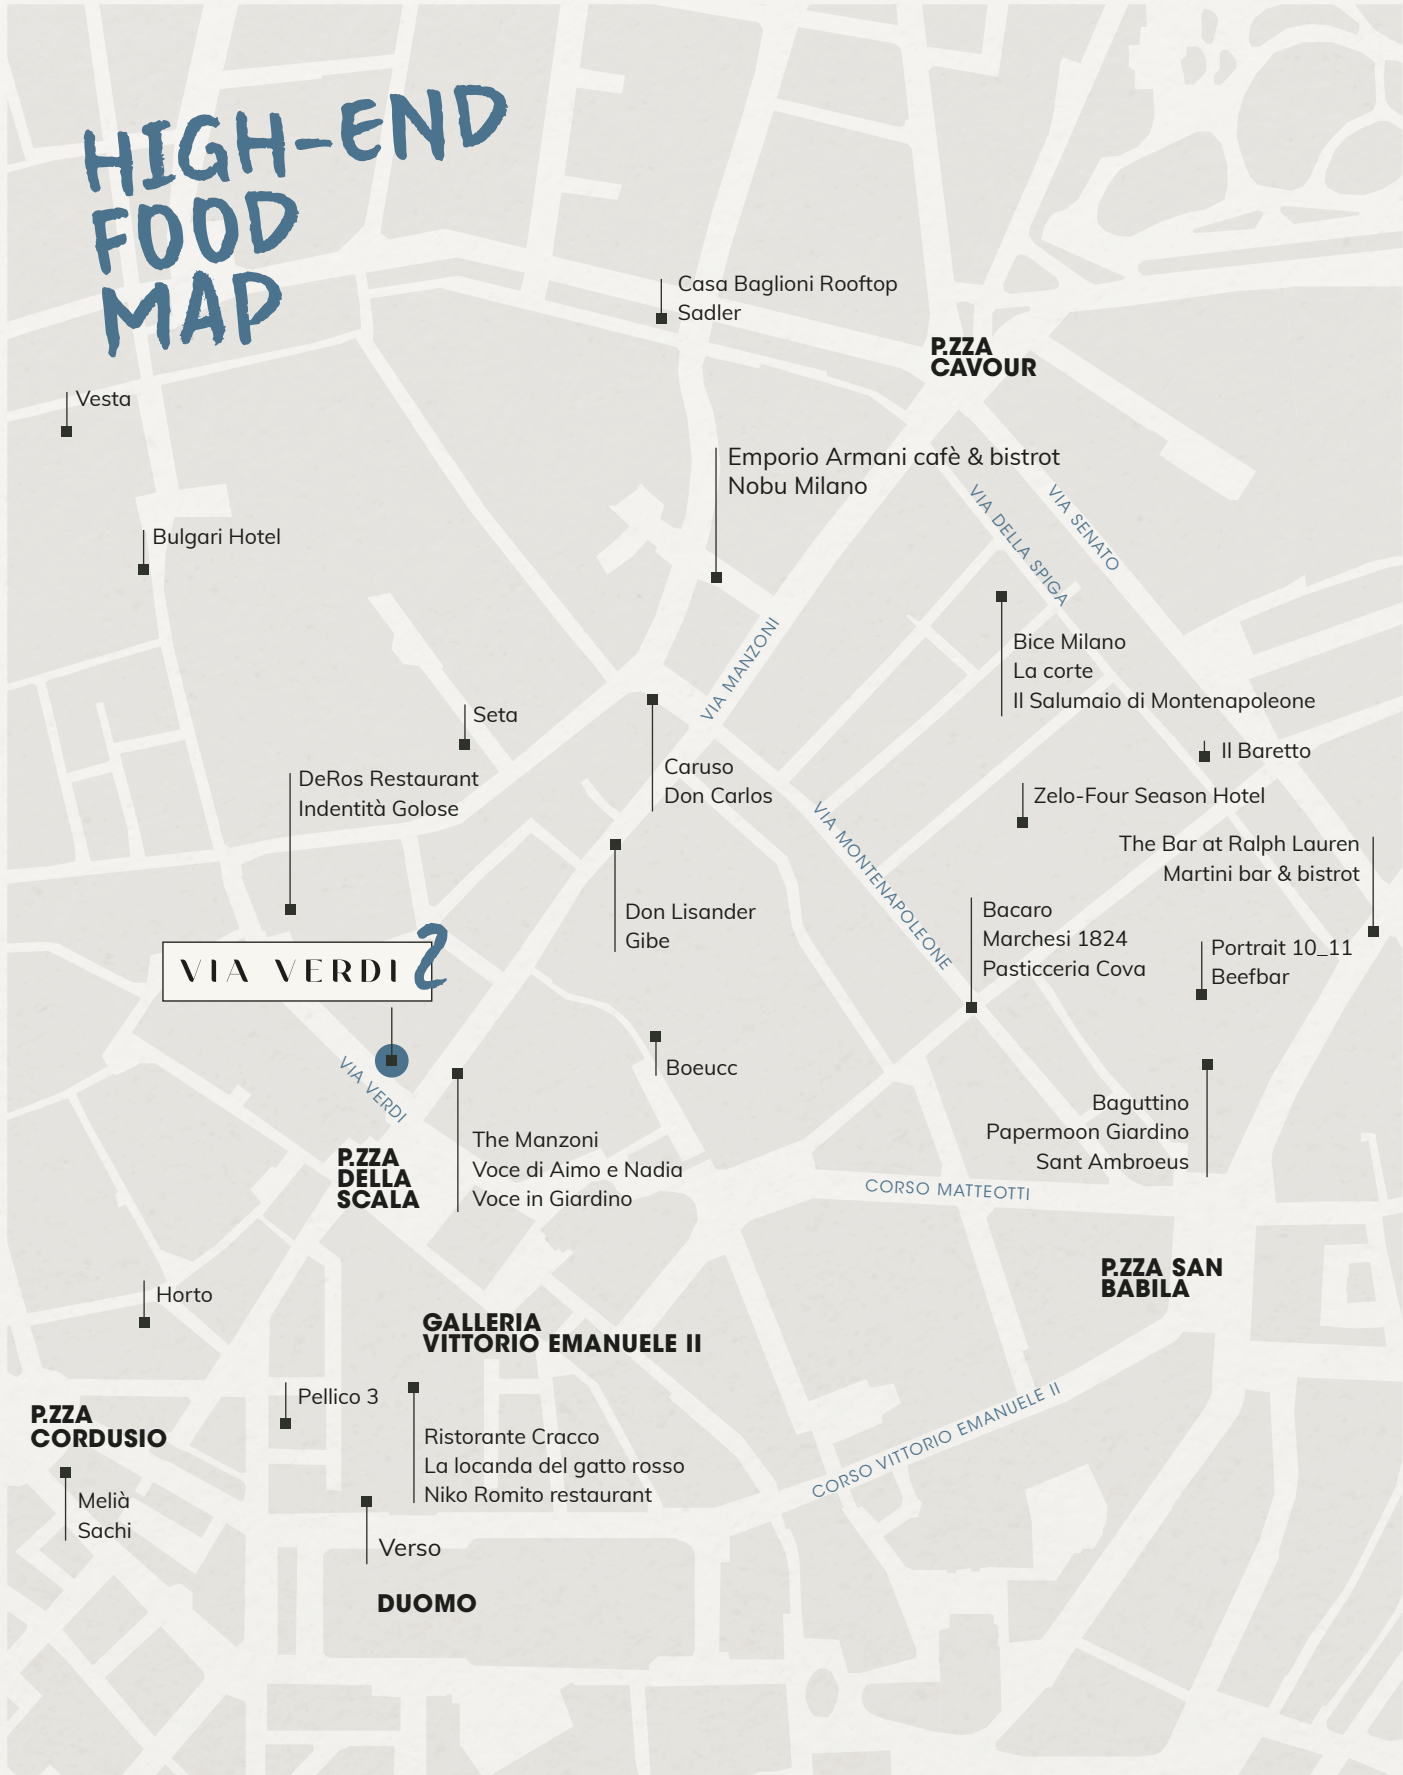 HIGH-END
FOOD
MAP
Casa Baglioni Rooftop
Sadler
P.ZZA
CAVOUR
Vesta
Emporio Armani cafè & bistrot
Nobu Milano
VIA DELLA SPIGA
VIA SENATO
Bulgari Hotel
VIA MANZONI
Bice Milano
La corte
Il Salumaio di Montenapoleone
Seta
Il Baretto
DeRos Restaurant
Indentità Golose
Caruso
Don Carlos
Zelo-Four Season Hotel
VIA MONTENAPOLEONE
The Bar at Ralph Lauren
Martini bar & bistrot
Don Lisander
Gibe
Bacaro
Marchesi 1824
Pasticceria Cova
Portrait 10_11
Beefbar
VIA VERDI 2
VIA VERDI
Boeucc
Baguttino
Papermoon Giardino
Sant Ambroeus
The Manzoni
Voce di Aimo e Nadia
Voce in Giardino
P.ZZA
DELLA
SCALA
CORSO MATTEOTTI
P.ZZA SAN
BABILA
Horto
GALLERIA
VITTORIO EMANUELE II
Pellico 3
P.ZZA
CORDUSIO
Ristorante Cracco
La locanda del gatto rosso
Niko Romito restaurant
CORSO VITTORIO EMANUELE II
Melià
Sachi
Verso
DUOMO